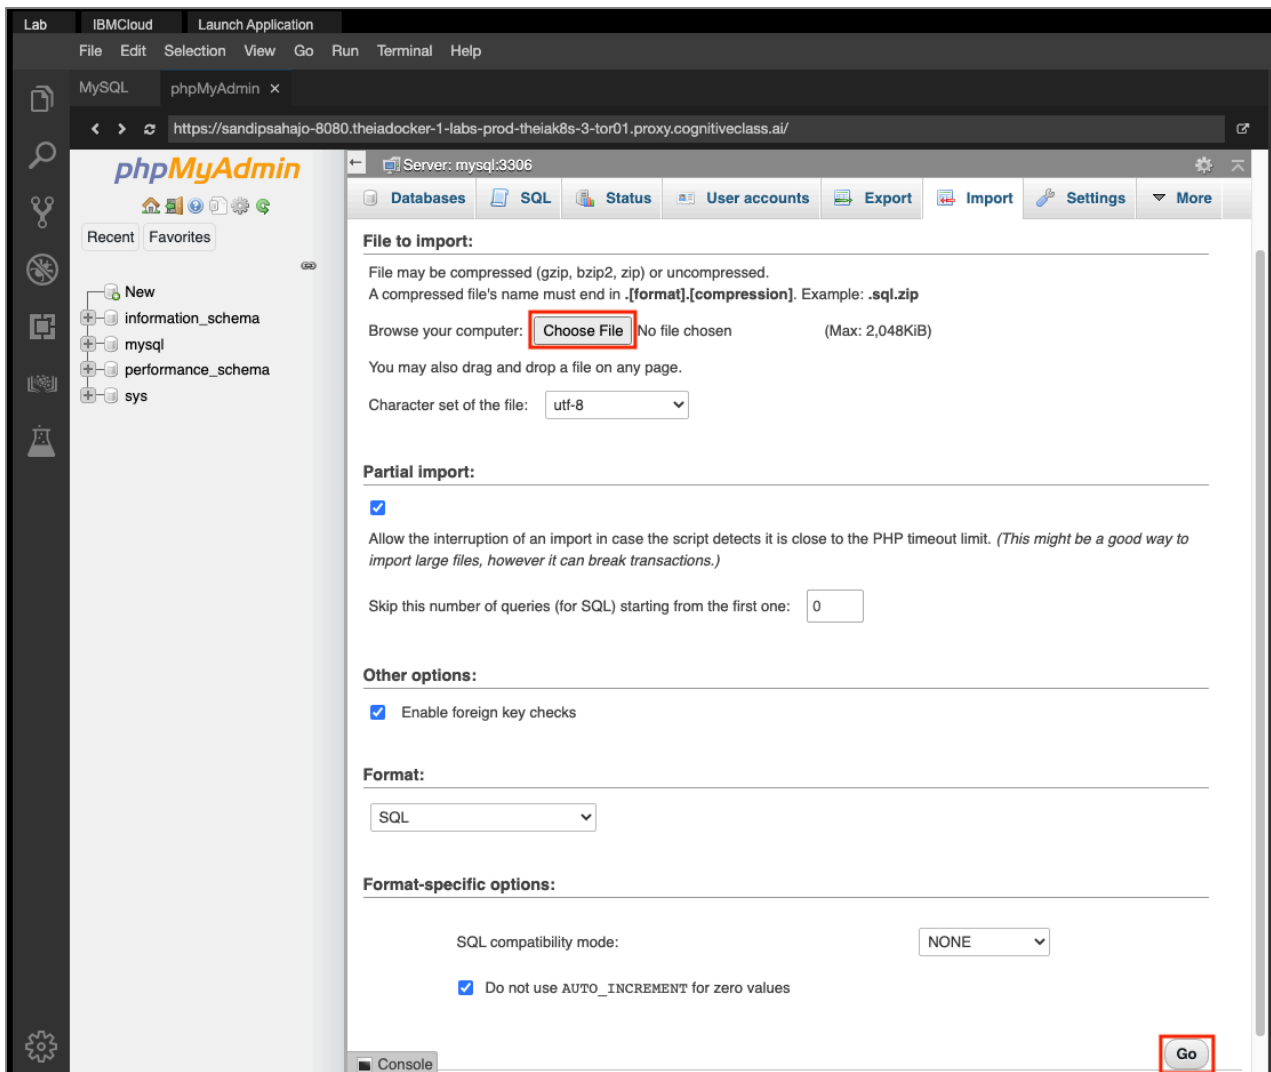 Lab IBMCloud Launch Application
File Edit Selection View Go Run Terminal Help
MySQL phpMyAdmin ×
https://sandipsahajo-8080.theiadocker-1-labs-prod-theiak8s-3-tor01.proxy.cognitiveclass.ai/
phpMyAdmin
Recent Favorites
New
information_schema
mysql
performance_schema
sys
Server: mysql:3306
Databases SQL Status User accounts Export Import Settings More
File to import:
File may be compressed (gzip, bzip2, zip) or uncompressed.
A compressed file's name must end in .[format].[compression]. Example: .sql.zip
Browse your computer: Choose File No file chosen (Max: 2,048KiB)
You may also drag and drop a file on any page.
Character set of the file: utf-8
Partial import:
Allow the interruption of an import in case the script detects it is close to the PHP timeout limit. (This might be a good way to
import large files, however it can break transactions.)
Skip this number of queries (for SQL) starting from the first one: 0
Other options:
Enable foreign key checks
Format:
SQL
Format-specific options:
SQL compatibility mode: NONE
Do not use AUTO_INCREMENT for zero values
Go
Console